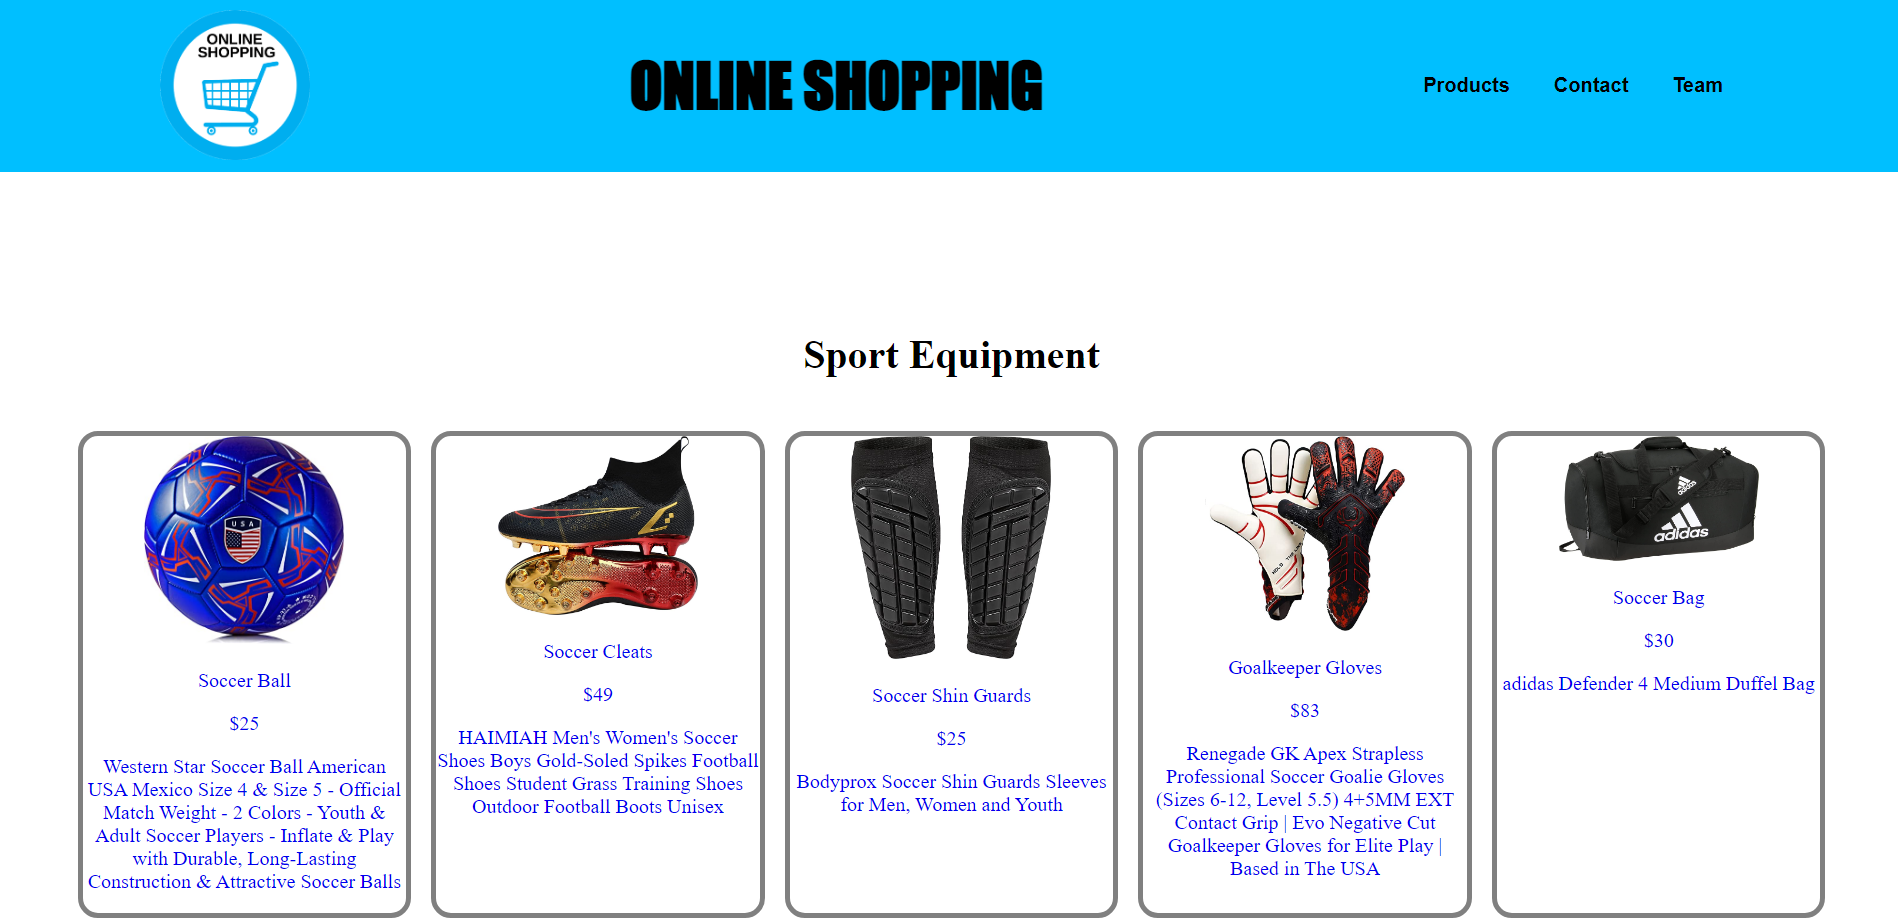 ONLINE
SHOPPING
ONLINE SHOPPING
Products
Contact
Team
Sport Equipment
USA
Soccer Ball
$25
Western Star Soccer Ball American
USA Mexico Size 4 & Size 5 - Official
Match Weight - 2 Colors - Youth &
Adult Soccer Players - Inflate & Play
with Durable, Long-Lasting
Construction & Attractive Soccer Balls
Soccer Cleats
$49
HAIMIAH Men's Women's Soccer
Shoes Boys Gold-Soled Spikes Football
Shoes Student Grass Training Shoes
Outdoor Football Boots Unisex
Soccer Shin Guards
$25
Bodyprox Soccer Shin Guards Sleeves
for Men, Women and Youth
Goalkeeper Gloves
$83
Renegade GK Apex Strapless
Professional Soccer Goalie Gloves
(Sizes 6-12, Level 5.5) 4+5MM EXT
Contact Grip | Evo Negative Cut
Goalkeeper Gloves for Elite Play |
Based in The USA
adidas
adidas
Soccer Bag
$30
adidas Defender 4 Medium Duffel Bag